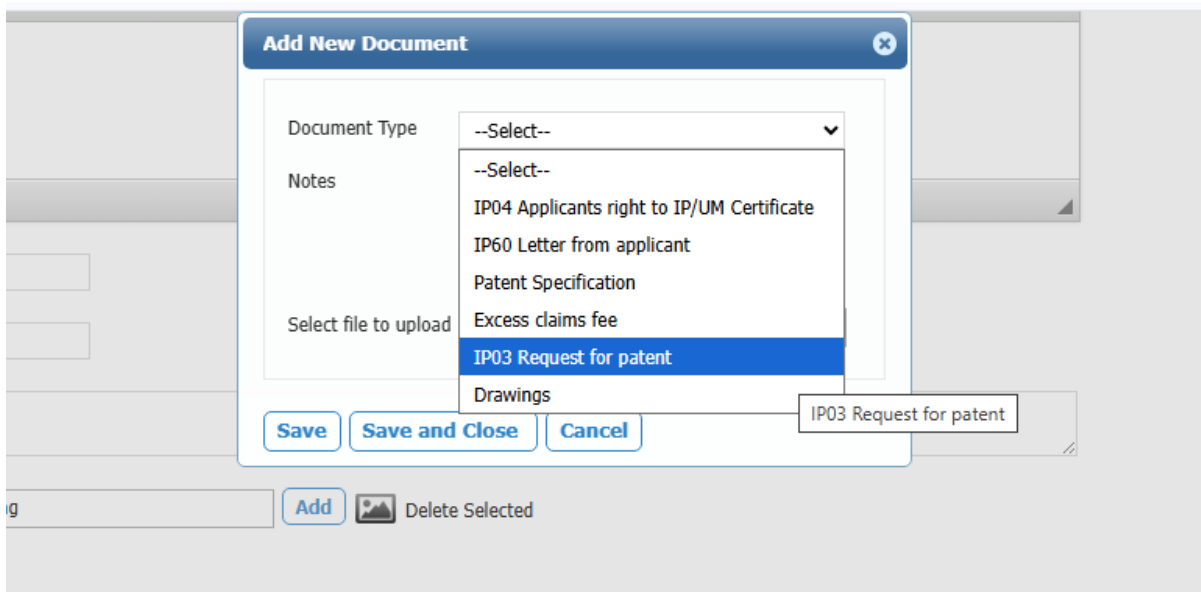 Add New Document
Document Type
--Select--
--Select--
Notes
IP04 Applicants right to IP/UM Certificate
IP60 Letter from applicant
Patent Specification
Select file to upload
Excess claims fee
IP03 Request for patent
Drawings
IP03 Request for patent
Save
Save and Close
Cancel
Add
Delete Selected